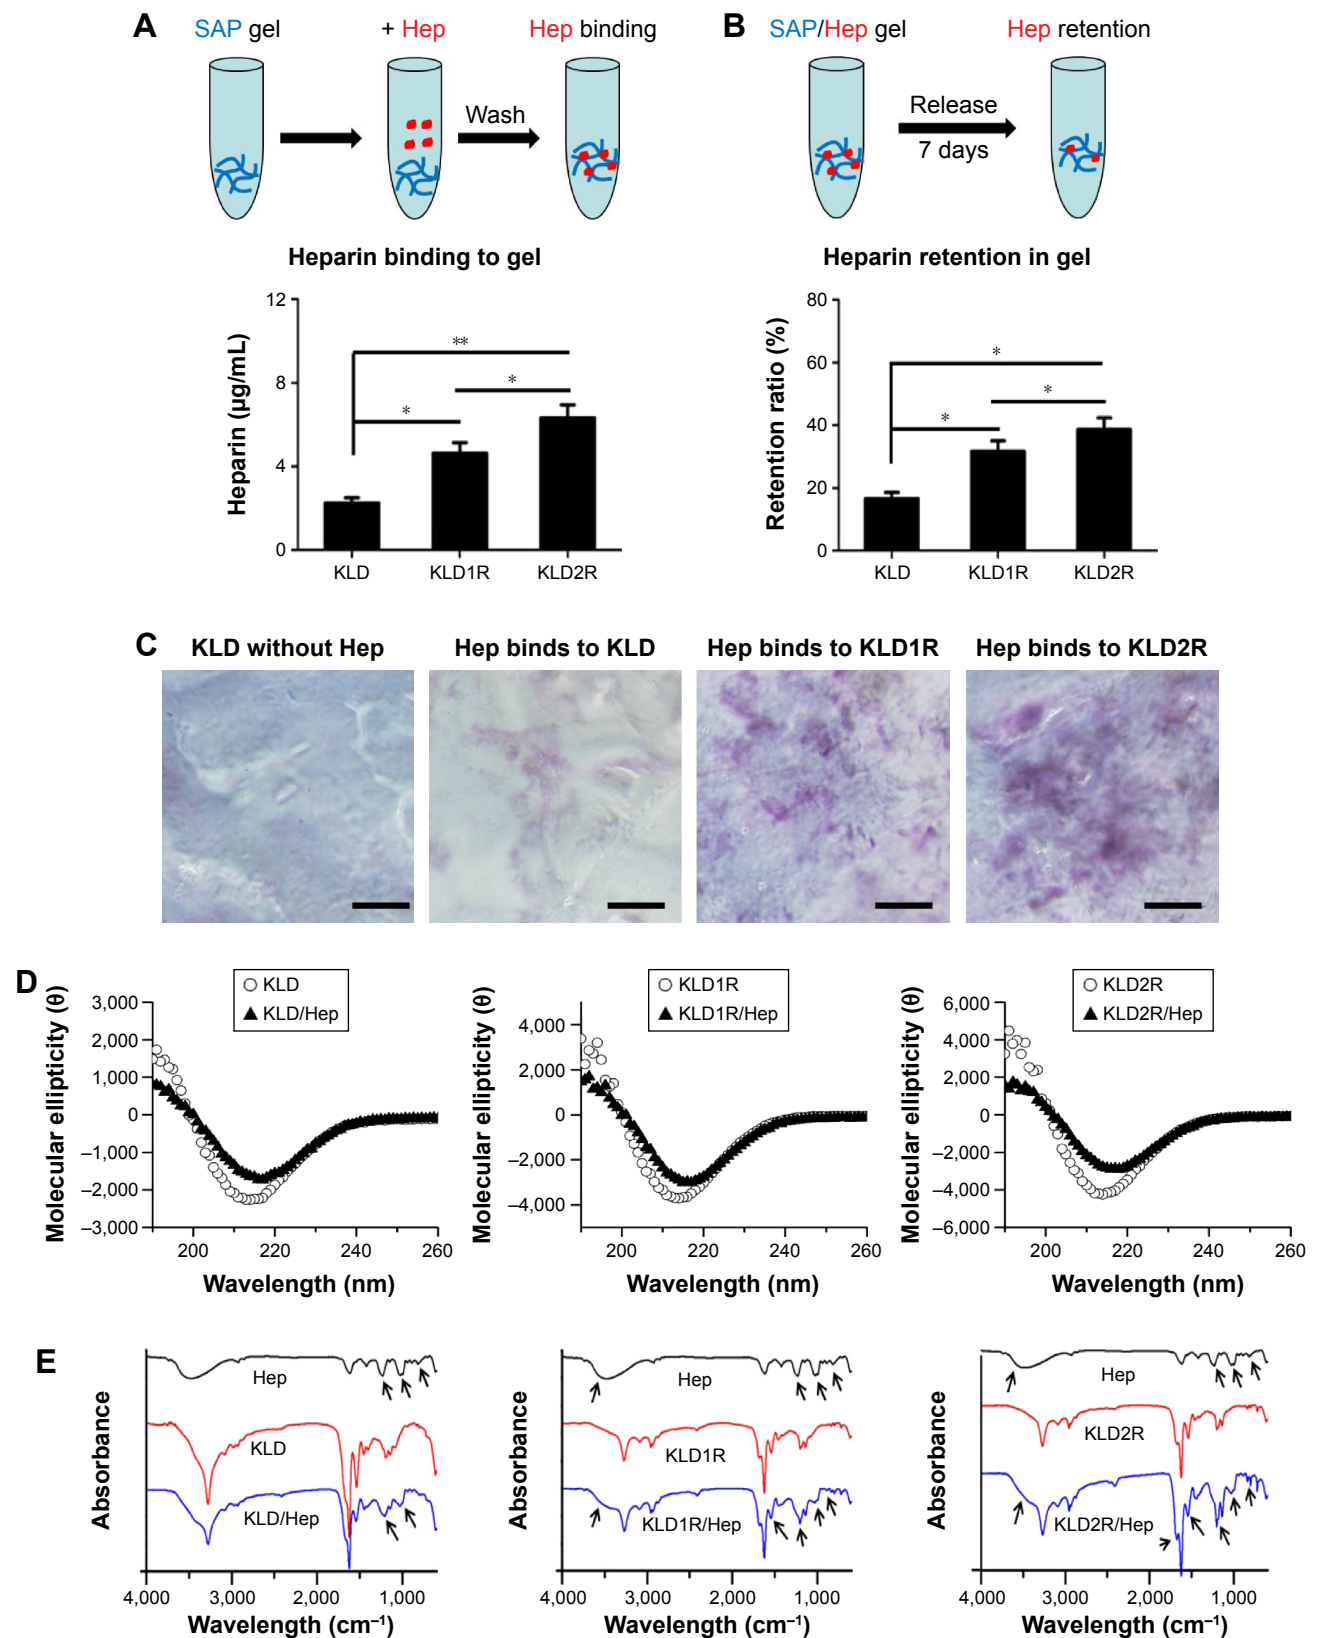 A
SAP gel
+ Hep
Hep binding
Wash
B
SAP/Hep gel
Hep retention
Release
7 days
Heparin binding to gel
Heparin (µg/mL)
12
8
4
0
**
*
*
KLD
KLD1R
KLD2R
Heparin retention in gel
Retention ratio (%)
80
60
40
20
0
*
*
*
KLD
KLD1R
KLD2R
C
KLD without Hep
Hep binds to KLD
Hep binds to KLD1R
Hep binds to KLD2R
D
Molecular ellipticity (θ)
3,000
2,000
1,000
0
–1,000
–2,000
–3,000
KLD
KLD/Hep
200
220
240
260
Wavelength (nm)
Molecular ellipticity (θ)
4,000
2,000
0
–2,000
–4,000
KLD1R
KLD1R/Hep
200
220
240
260
Wavelength (nm)
Molecular ellipticity (θ)
6,000
4,000
2,000
0
–2,000
–4,000
–6,000
KLD2R
KLD2R/Hep
200
220
240
260
Wavelength (nm)
E
Absorbance
Hep
KLD
KLD/Hep
4,000
3,000
2,000
1,000
Wavelength (cm⁻¹)
Absorbance
Hep
KLD1R
KLD1R/Hep
4,000
3,000
2,000
1,000
Wavelength (cm⁻¹)
Absorbance
Hep
KLD2R
KLD2R/Hep
4,000
3,000
2,000
1,000
Wavelength (cm⁻¹)